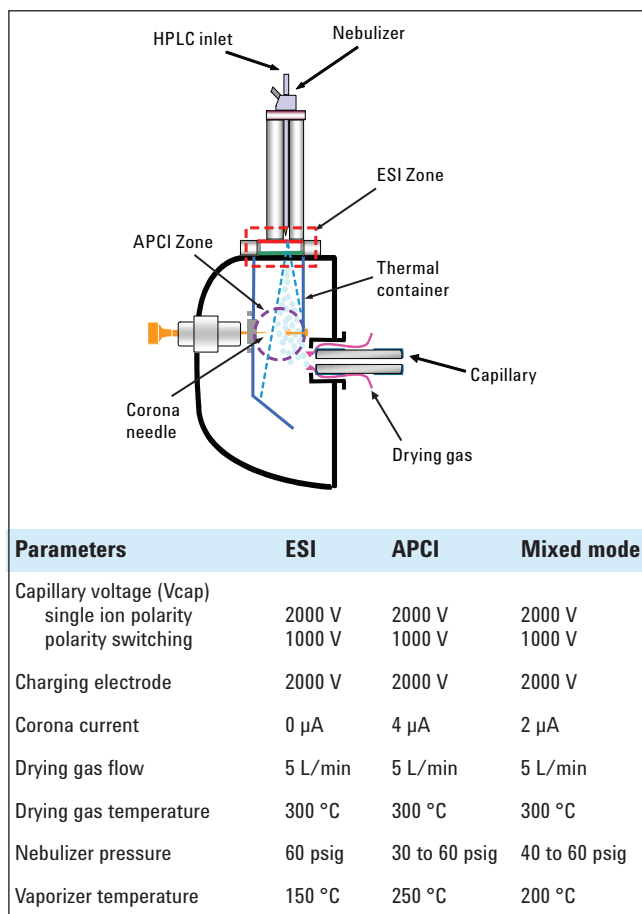 HPLC inlet
Nebulizer
ESI Zone
APCI Zone
Thermal
container
Capillary
Corona
needle
Drying gas
Parameters ESI APCI Mixed mode
Capillary voltage (Vcap)
single ion polarity 2000 V 2000 V 2000 V
polarity switching 1000 V 1000 V 1000 V
Charging electrode 2000 V 2000 V 2000 V
Corona current 0 µA 4 µA 2 µA
Drying gas flow 5 L/min 5 L/min 5 L/min
Drying gas temperature 300 °C 300 °C 300 °C
Nebulizer pressure 60 psig 30 to 60 psig 40 to 60 psig
Vaporizer temperature 150 °C 250 °C 200 °C